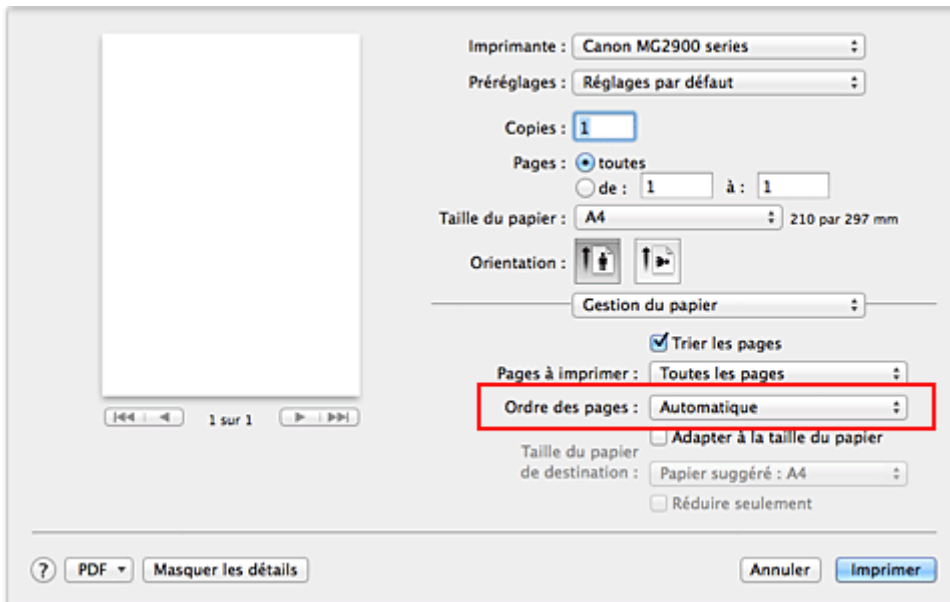 Imprimante : Canon MG2900 series
Préréglages : Réglages par défaut
Copies : 1
Pages : toutes
de : 1 à : 1
Taille du papier : A4 210 par 297 mm
Orientation :
Gestion du papier
Trier les pages
Pages à imprimer : Toutes les pages
Ordre des pages : Automatique
Adapter à la taille du papier
Taille du papier
de destination : Papier suggéré : A4
Réduire seulement
1 sur 1
? PDF Masquer les détails Annuler Imprimer